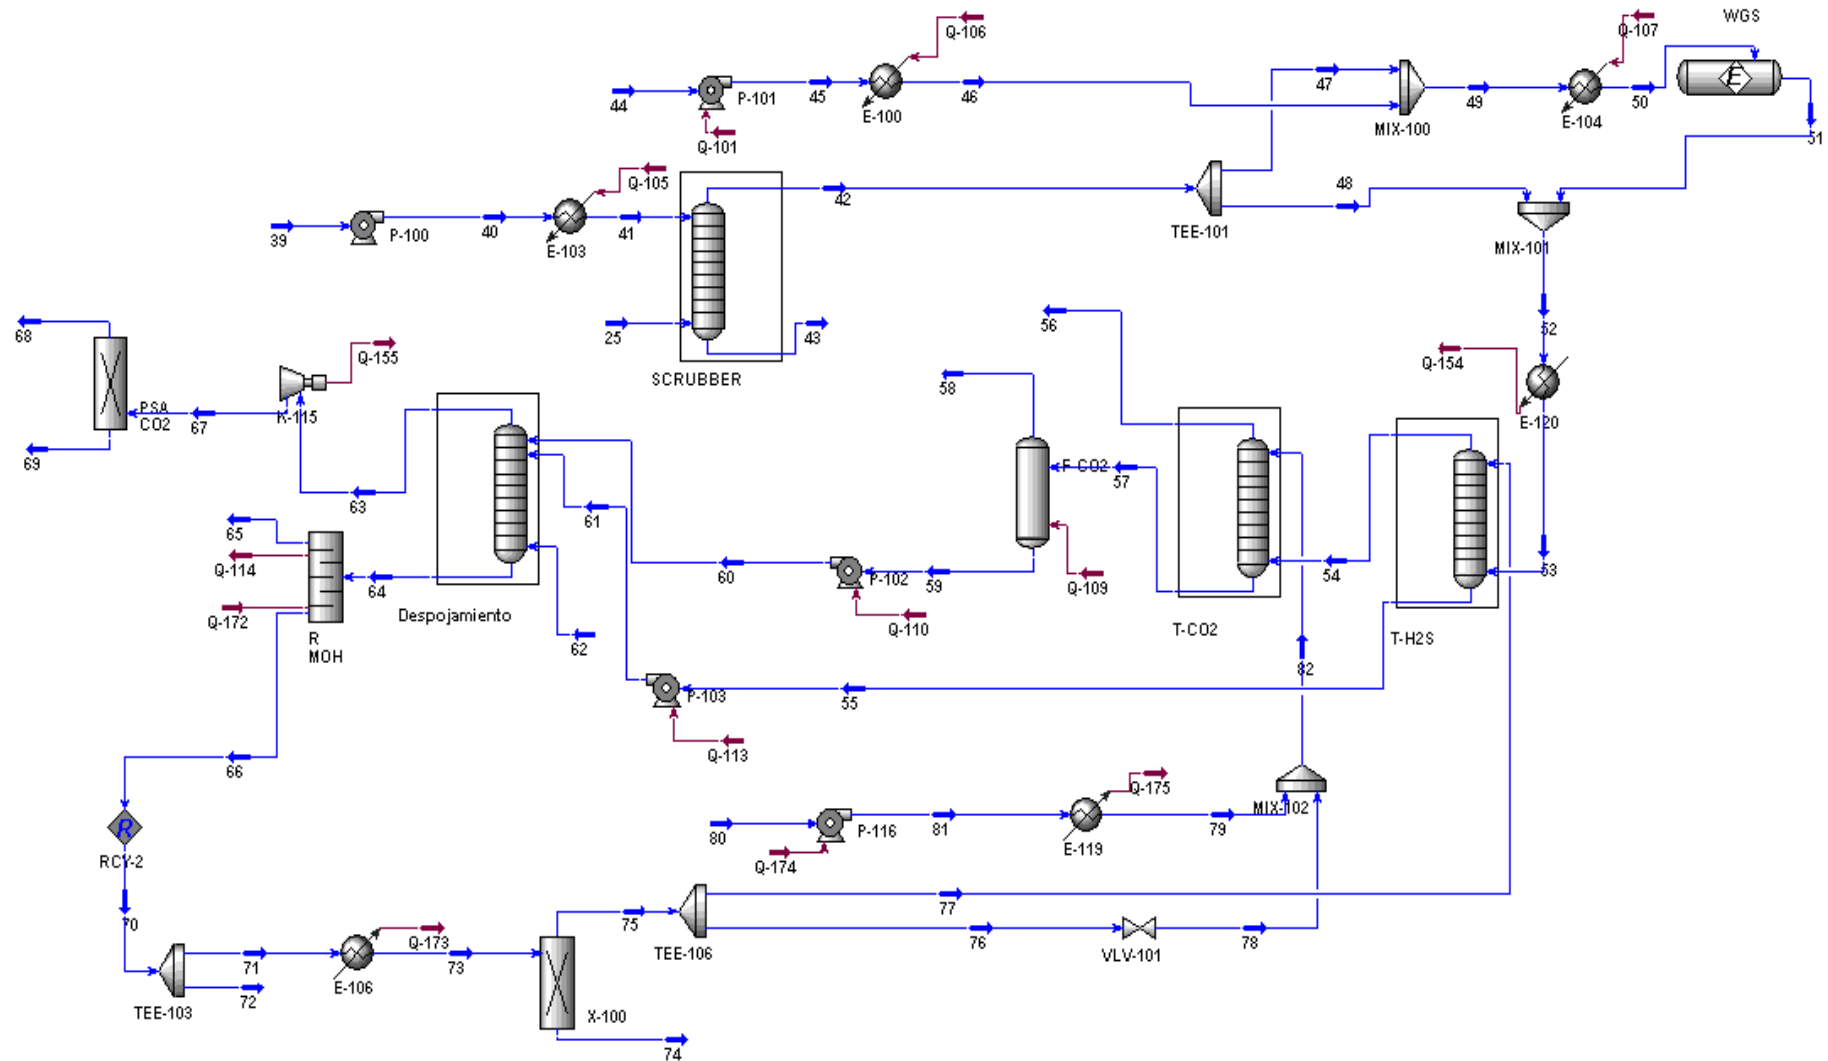 WGS
Q-106
Q-107
47
44
P-101
45
46
E-100
49
50
MIX-100
E-104
51
Q-101
Q-105
42
48
TEE-101
39
P-100
40
41
E-103
MIX-101
68
25
43
56
52
Q-155
SCRUBBER
Q-154
58
PSA
CO2
67
K-115
E-120
69
F-CO2
57
63
61
65
Q-114
64
60
P-102
59
54
53
Q-109
Q-172
Despojamiento
Q-110
T-CO2
R
MOH
62
T-H2S
82
P-103
55
Q-113
66
Q-175
MIX-102
80
P-116
81
79
E-119
RCY-2
Q-174
77
70
75
Q-173
71
73
TEE-106
76
78
VLV-101
E-106
72
TEE-103
X-100
74